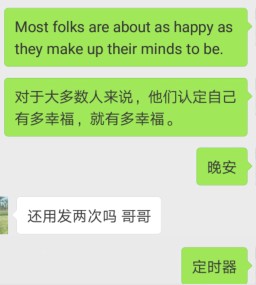 Most folks are about as happy as
they make up their minds to be.
对于大多数人来说，他们认定自己
有多幸福，就有多幸福。
晚安
还用发两次吗 哥哥
定时器